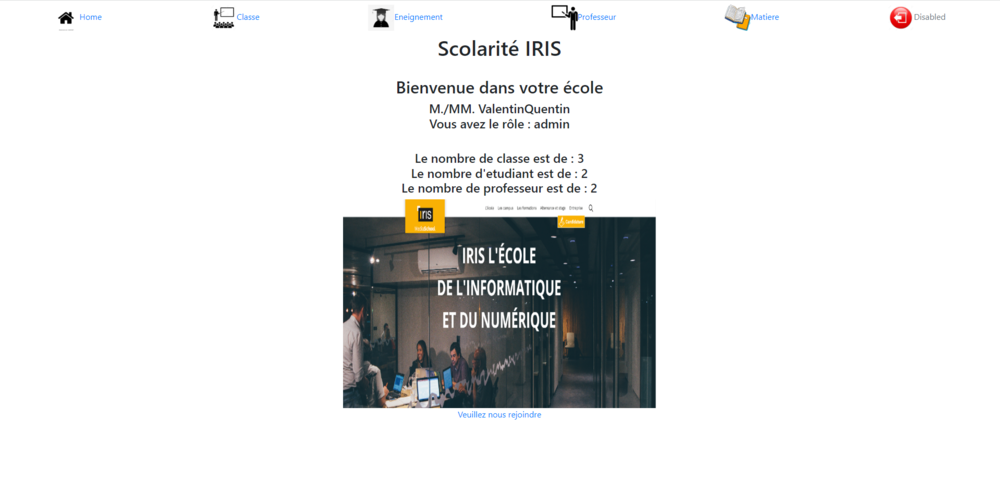 Home Classe Eneignement Professeur Matiere Disabled
Scolarité IRIS
Bienvenue dans votre école
M./MM. ValentinQuentin
Vous avez le rôle : admin
Le nombre de classe est de : 3
Le nombre d'etudiant est de : 2
Le nombre de professeur est de : 2
IRIS
IRIS L'ÉCOLE
DE L'INFORMATIQUE
ET DU NUMÉRIQUE
Veuillez nous rejoindre